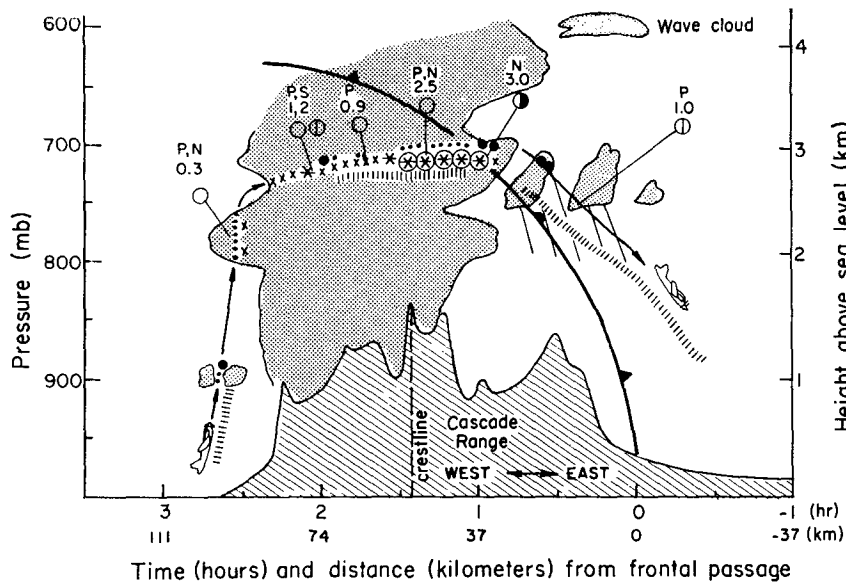 600
700
800
900
Pressure (mb)
Wave cloud
4
3
2
1
Height above sea level (km)
P,S
1,2
P
0.9
P,N
2.5
N
3.0
P
1.0
P,N
0.3
crestline
Cascade
Range
WEST EAST
3 2 1 0 -1 (hr)
111 74 37 0 -37 (km)
Time (hours) and distance (kilometers) from frontal passage